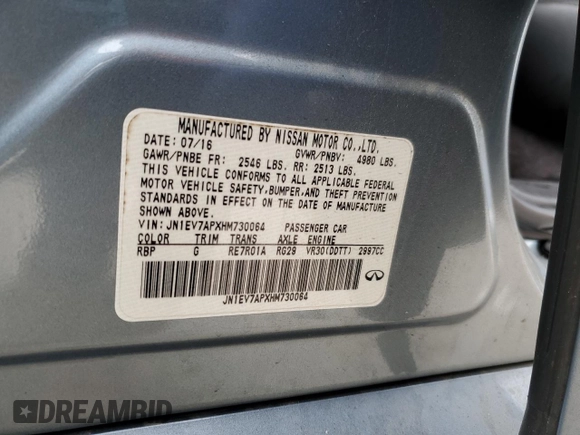 MANUFACTURED BY NISSAN MOTOR CO.,LTD.
DATE: 07/16 GVWR/PNBV: 4980 LBS.
GAWR/PNBE FR: 2546 LBS. RR: 2513 LBS.
THIS VEHICLE CONFORMS TO ALL APPLICABLE FEDERAL
MOTOR VEHICLE SAFETY,BUMPER,AND THEFT PREVENTION
STANDARDS IN EFFECT ON THE DATE OF MANUFACTURE
SHOWN ABOVE.
VIN: JN1EV7APXHM730064 PASSENGER CAR
COLOR TRIM TRANS AXLE ENGINE
RBP G RE7R01A RG29 VR30(DDTT) 2997CC
JN1EV7APXHM730064
DREAMBID